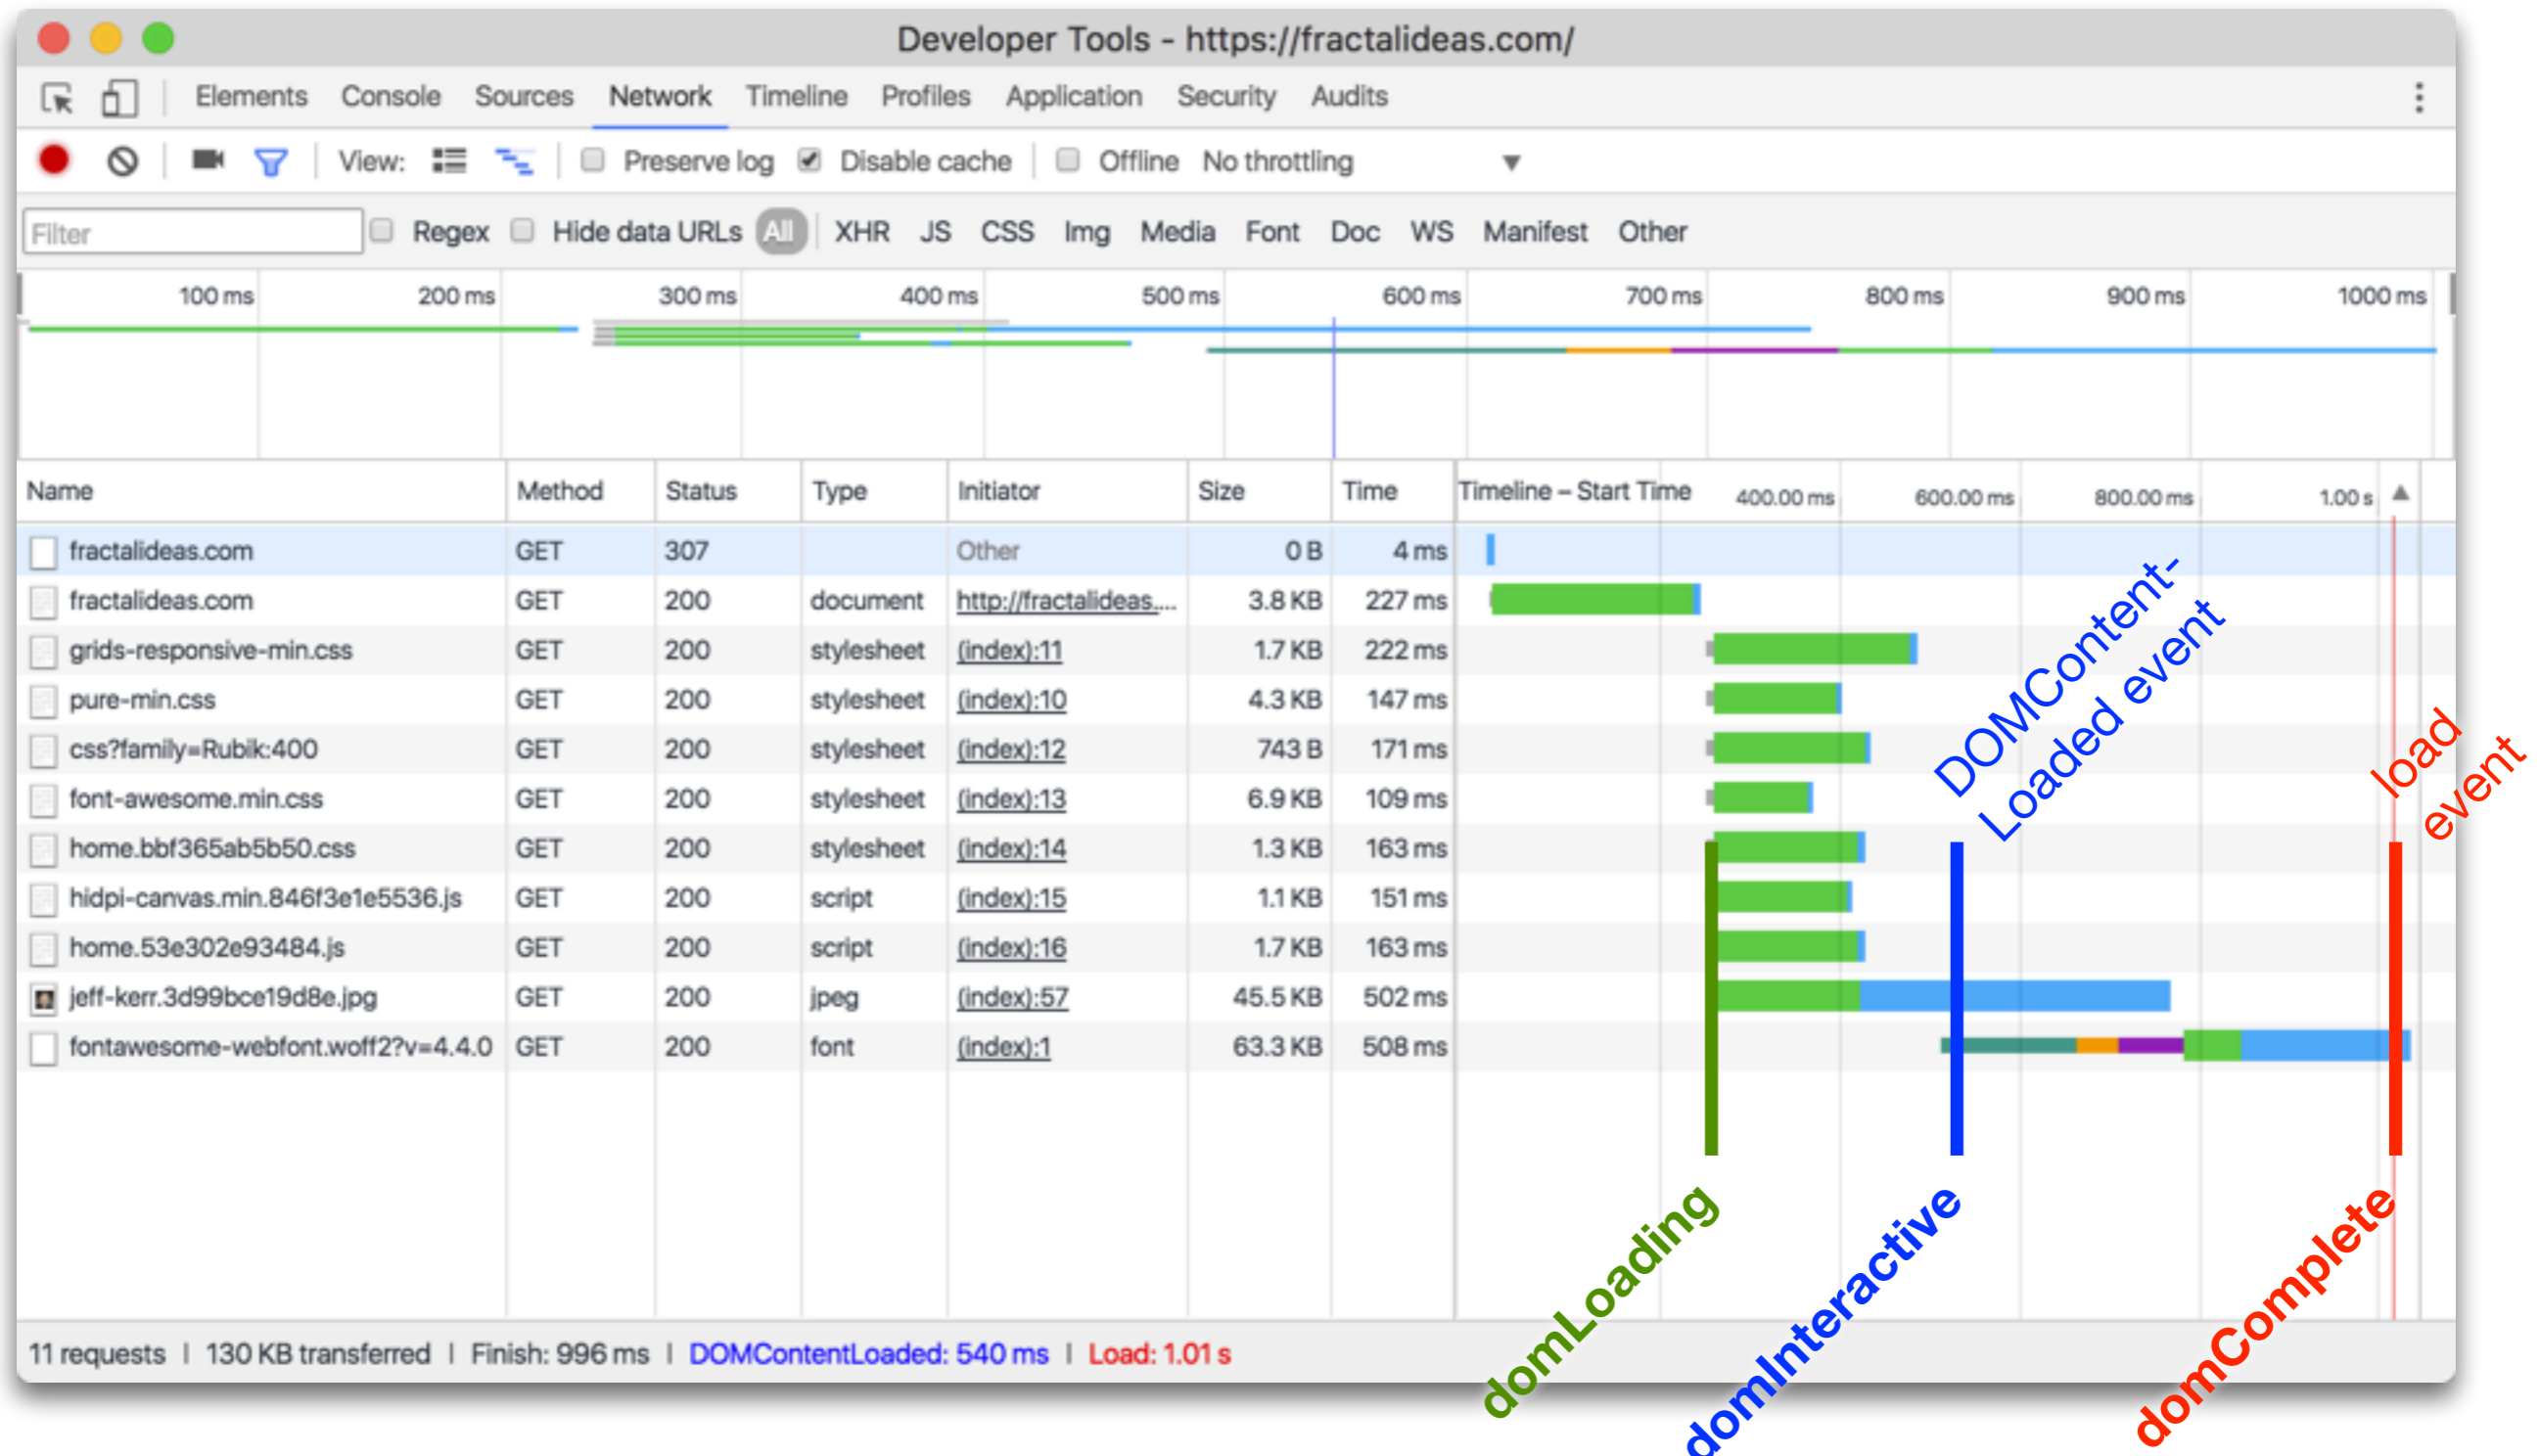 Developer Tools - https://fractalideas.com/
Elements Console Sources Network Timeline Profiles Application Security Audits
View: Preserve log Disable cache Offline No throttling
Filter Regex Hide data URLs All XHR JS CSS Img Media Font Doc WS Manifest Other
100 ms 200 ms 300 ms 400 ms 500 ms 600 ms 700 ms 800 ms 900 ms 1000 ms
Name Method Status Type Initiator Size Time Timeline – Start Time 400.00 ms 600.00 ms 800.00 ms 1.00 s
fractalideas.com GET 307 Other 0 B 4 ms
fractalideas.com GET 200 document http://fractalideas.... 3.8 KB 227 ms
grids-responsive-min.css GET 200 stylesheet (index):11 1.7 KB 222 ms
pure-min.css GET 200 stylesheet (index):10 4.3 KB 147 ms
css?family=Rubik:400 GET 200 stylesheet (index):12 743 B 171 ms
font-awesome.min.css GET 200 stylesheet (index):13 6.9 KB 109 ms
home.bbf365ab5b50.css GET 200 stylesheet (index):14 1.3 KB 163 ms
hidpi-canvas.min.846f3e1e5536.js GET 200 script (index):15 1.1 KB 151 ms
home.53e302e93484.js GET 200 script (index):16 1.7 KB 163 ms
jeff-kerr.3d99bce19d8e.jpg GET 200 jpeg (index):57 45.5 KB 502 ms
fontawesome-webfont.woff2?v=4.4.0 GET 200 font (index):1 63.3 KB 508 ms
DOMContent-
Loaded event
load
event
domLoading
domInteractive
domComplete
11 requests | 130 KB transferred | Finish: 996 ms | DOMContentLoaded: 540 ms | Load: 1.01 s